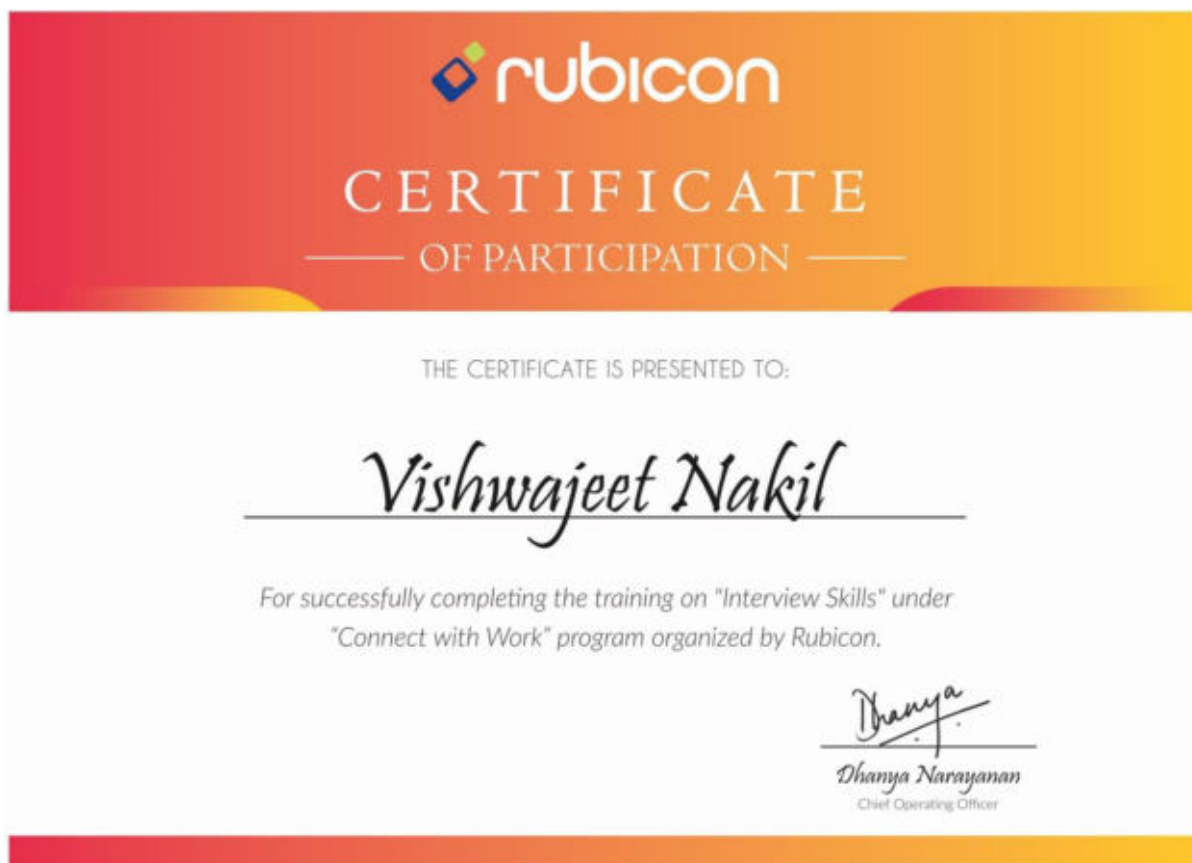 rubicon
CERTIFICATE
OF PARTICIPATION
THE CERTIFICATE IS PRESENTED TO:
Vishwajeet Nakil
For successfully completing the training on "Interview Skills" under
"Connect with Work" program organized by Rubicon.
Dhanya
Dhanya Narayanan
Chief Operating Officer